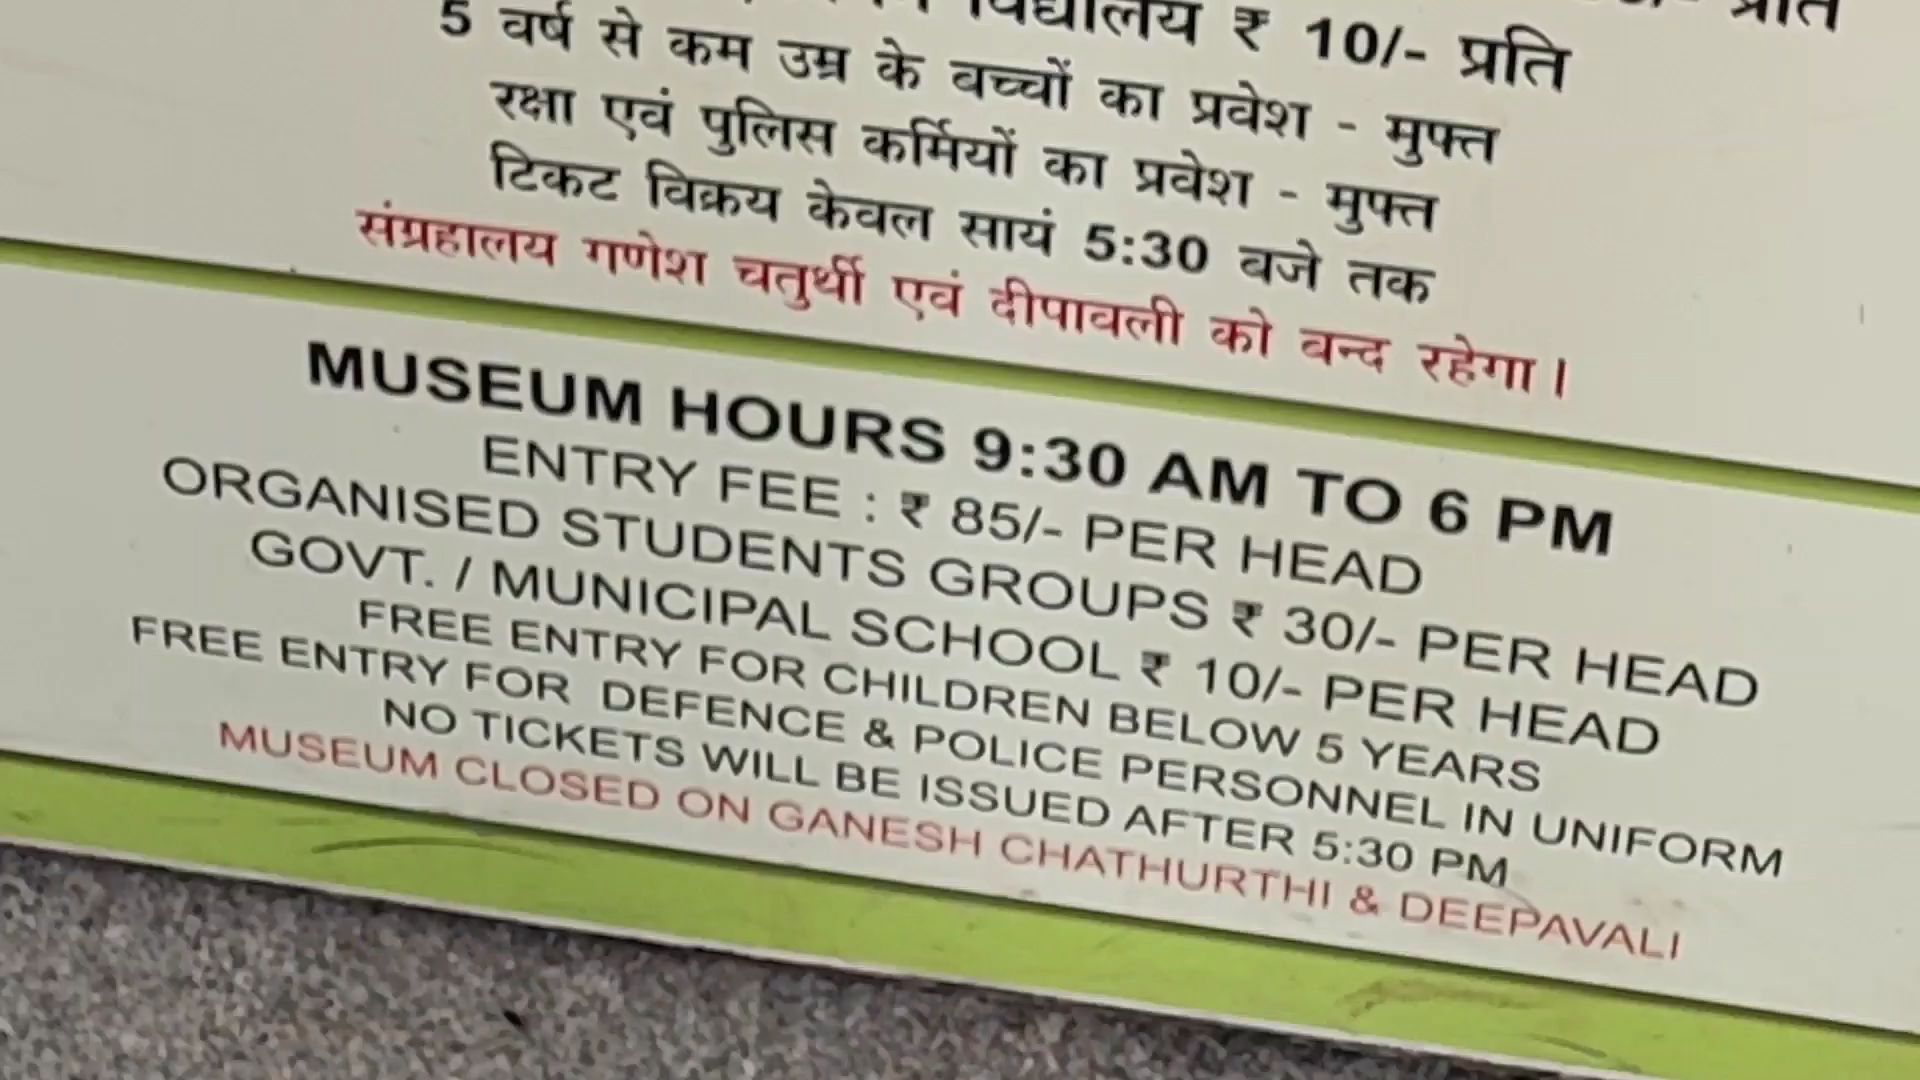 प्रति
विद्यालय ₹ 10/- प्रति
5 वर्ष से कम उम्र के बच्चों का प्रवेश - मुफ्त
रक्षा एवं पुलिस कर्मियों का प्रवेश - मुफ्त
टिकट विक्रय केवल सायं 5:30 बजे तक
संग्रहालय गणेश चतुर्थी एवं दीपावली को बन्द रहेगा।
MUSEUM HOURS 9:30 AM TO 6 PM
ENTRY FEE : ₹ 85/- PER HEAD
ORGANISED STUDENTS GROUPS ₹ 30/- PER HEAD
GOVT. / MUNICIPAL SCHOOL ₹ 10/- PER HEAD
FREE ENTRY FOR CHILDREN BELOW 5 YEARS
FREE ENTRY FOR DEFENCE & POLICE PERSONNEL IN UNIFORM
NO TICKETS WILL BE ISSUED AFTER 5:30 PM
MUSEUM CLOSED ON GANESH CHATHURTHI & DEEPAVALI